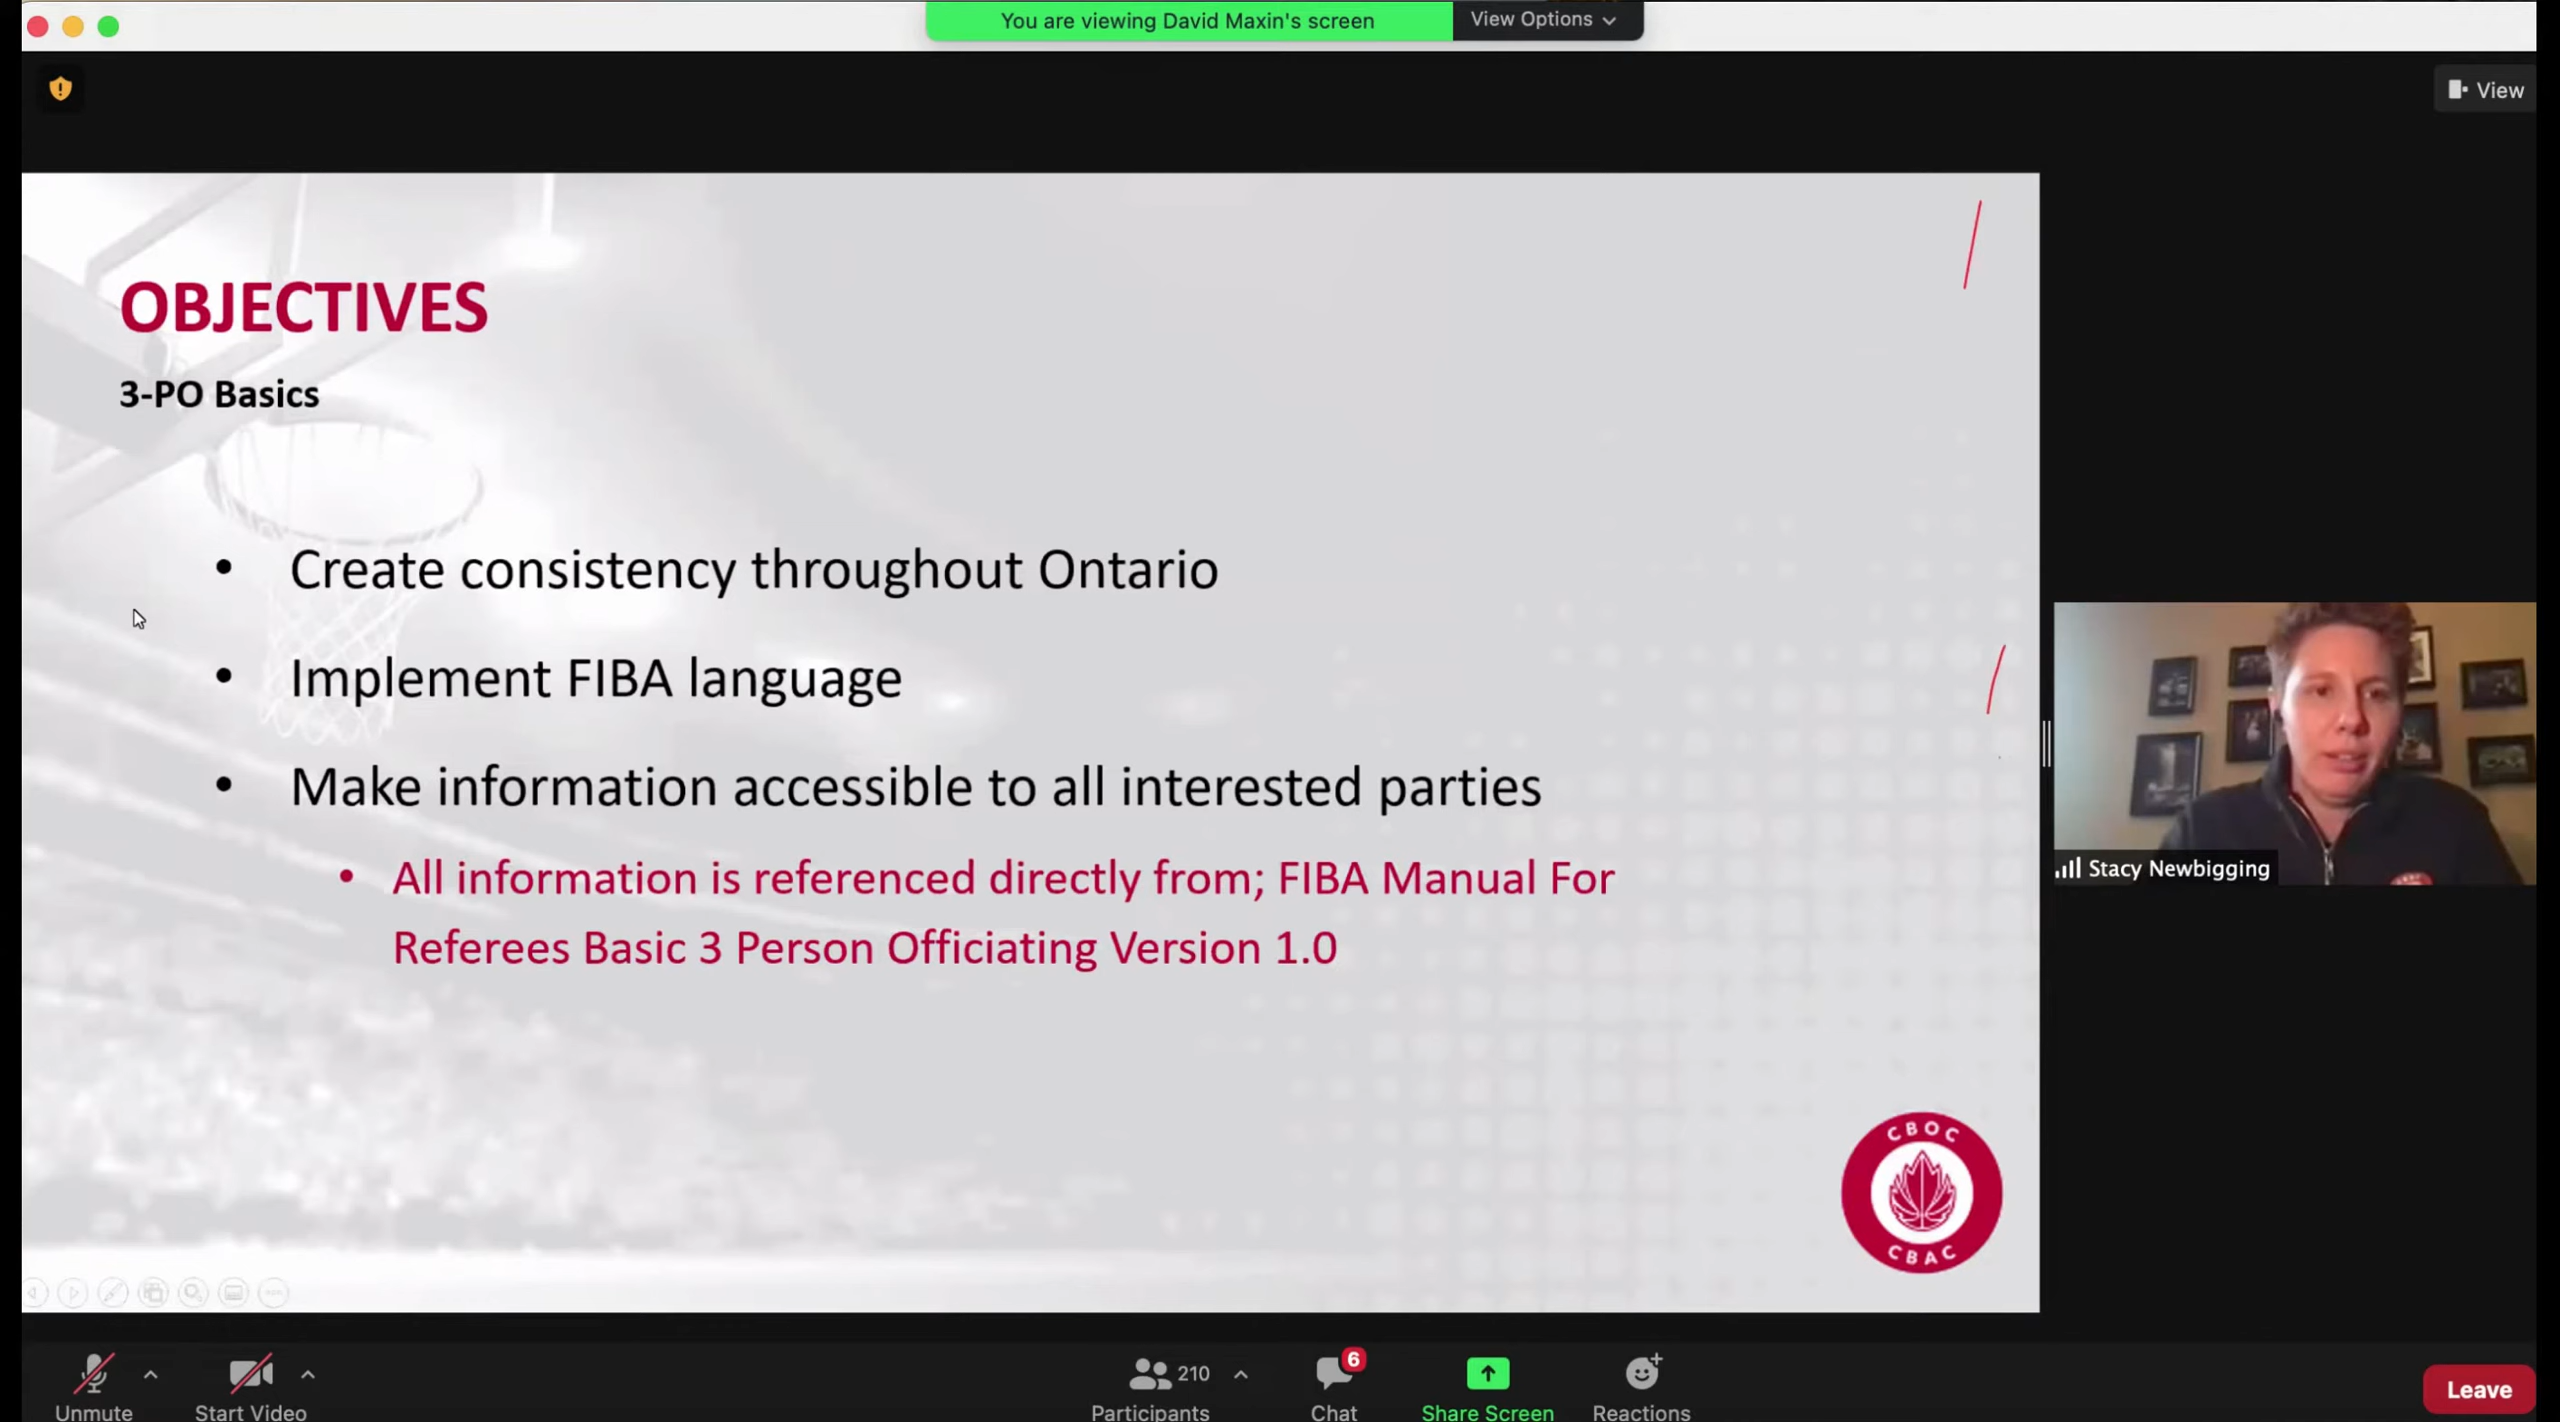 You are viewing David Maxin's screen
View Options
View
OBJECTIVES
3-PO Basics
• Create consistency throughout Ontario
• Implement FIBA language
• Make information accessible to all interested parties
• All information is referenced directly from; FIBA Manual For
Referees Basic 3 Person Officiating Version 1.0
Stacy Newbigging
CBOC
CBAC
Unmute
Start Video
210
Participants
6
Chat
Share Screen
Reactions
Leave